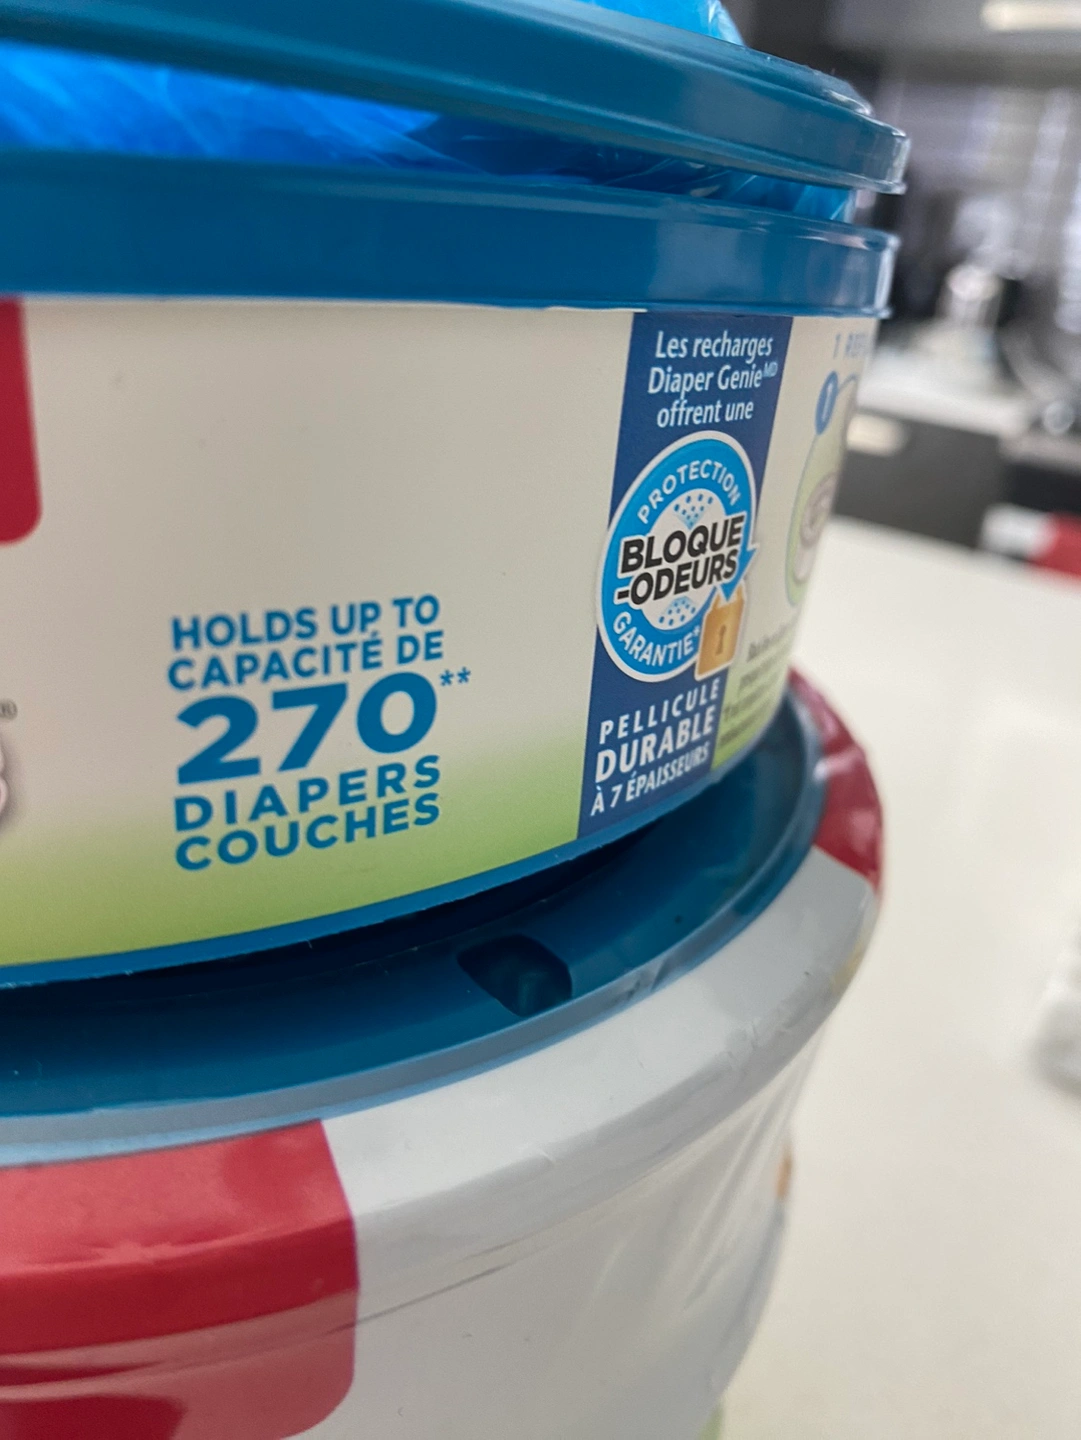 HOLDS UP TO
CAPACITÉ DE
270**
DIAPERS
COUCHES
Les recharges
Diaper Genie MD
offrent une
PROTECTION
BLOQUE
-ODEURS
GARANTIE*
PELLICULE
DURABLE
À 7 ÉPAISSEURS
1
®